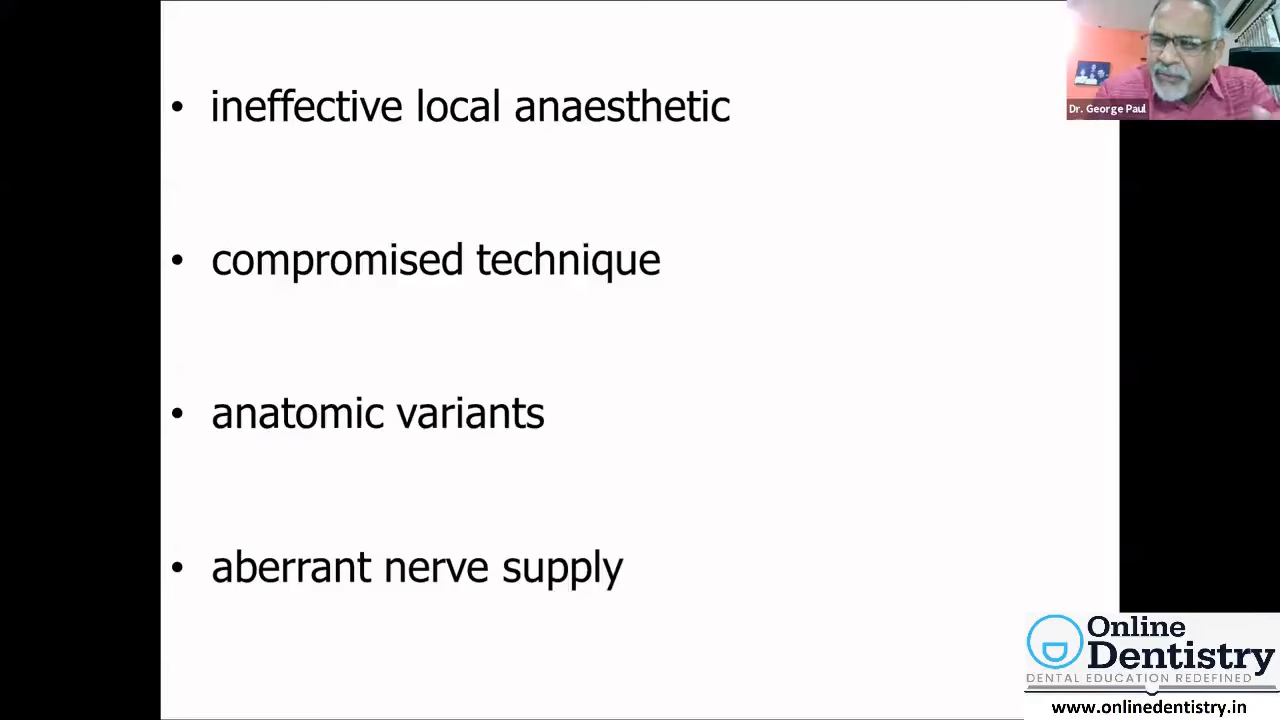 • ineffective local anaesthetic
• compromised technique
• anatomic variants
• aberrant nerve supply
Dr. George Paul
Online
Dentistry
DENTAL EDUCATION REDEFINED
www.onlinedentistry.in